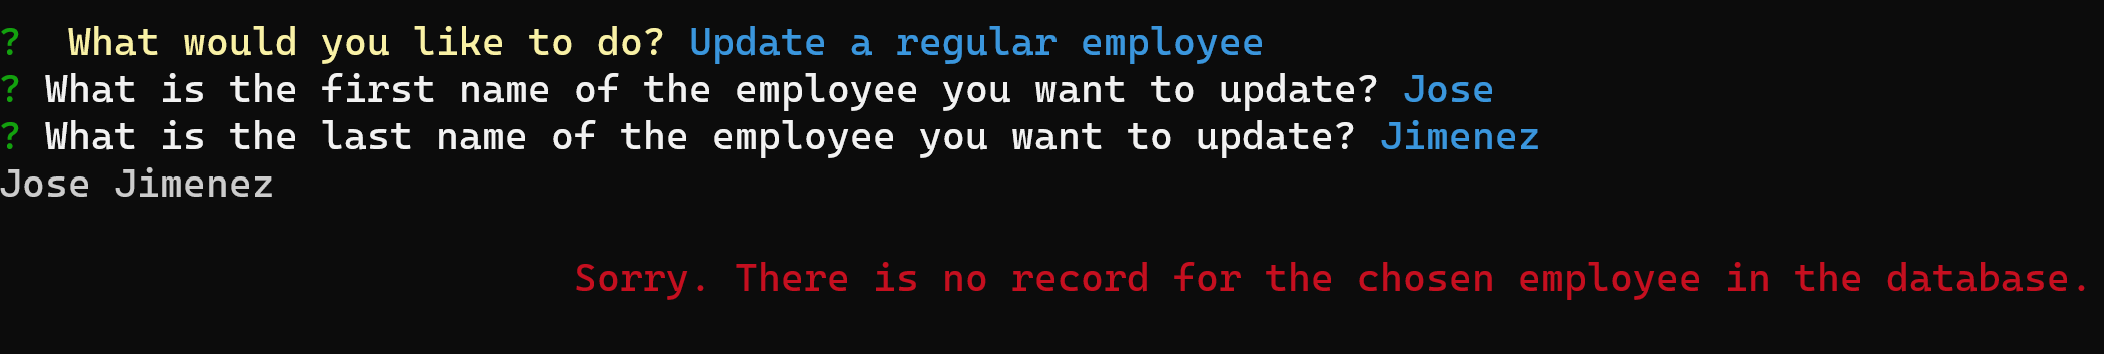 ?  What would you like to do? Update a regular employee
? What is the first name of the employee you want to update? Jose
? What is the last name of the employee you want to update? Jimenez
Jose Jimenez
Sorry. There is no record for the chosen employee in the database.